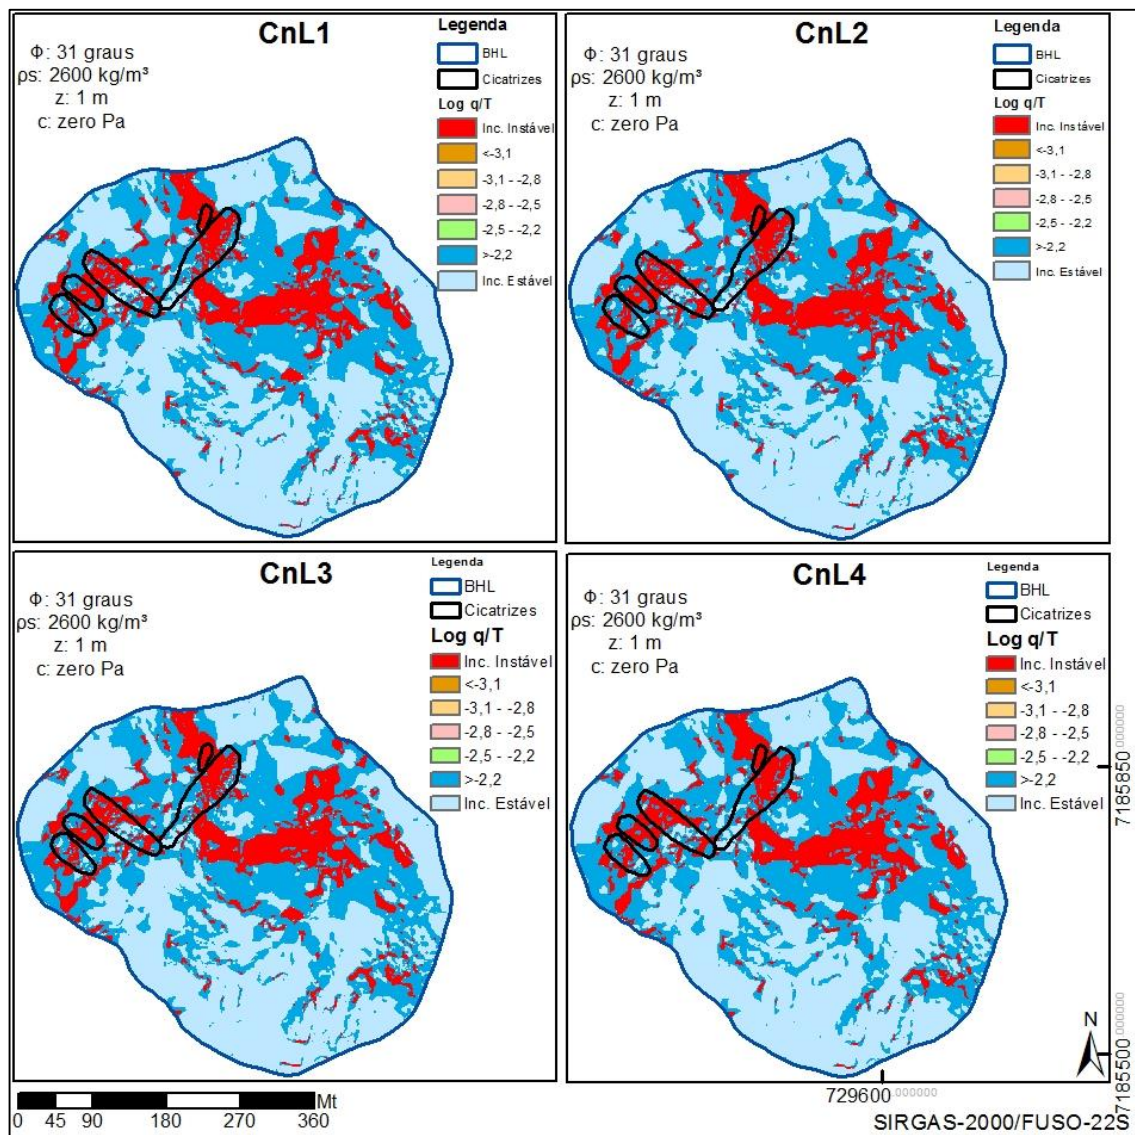 CnL1
Φ: 31 graus
ρs: 2600 kg/m³
z: 1 m
c: zero Pa
Legenda
BHL
Cicatrizes
Log q/T
Inc. Instável
<-3,1
-3,1 - -2,8
-2,8 - -2,5
-2,5 - -2,2
>-2,2
Inc. Estável
CnL2
Φ: 31 graus
ρs: 2600 kg/m³
z: 1 m
c: zero Pa
Legenda
BHL
Cicatrizes
Log q/T
Inc. Instável
<-3,1
-3,1 - -2,8
-2,8 - -2,5
-2,5 - -2,2
>-2,2
Inc. Estável
CnL3
Φ: 31 graus
ρs: 2600 kg/m³
z: 1 m
c: zero Pa
Legenda
BHL
Cicatrizes
Log q/T
Inc. Instável
<-3,1
-3,1 - -2,8
-2,8 - -2,5
-2,5 - -2,2
>-2,2
Inc. Estável
CnL4
Φ: 31 graus
ρs: 2600 kg/m³
z: 1 m
c: zero Pa
Legenda
BHL
Cicatrizes
Log q/T
Inc. Instável
<-3,1
-3,1 - -2,8
-2,8 - -2,5
-2,5 - -2,2
>-2,2
Inc. Estável
7185850,000000
7185500,000000
N
729600,000000
0 45 90 180 270 360 Mt
SIRGAS-2000/FUSO-22S